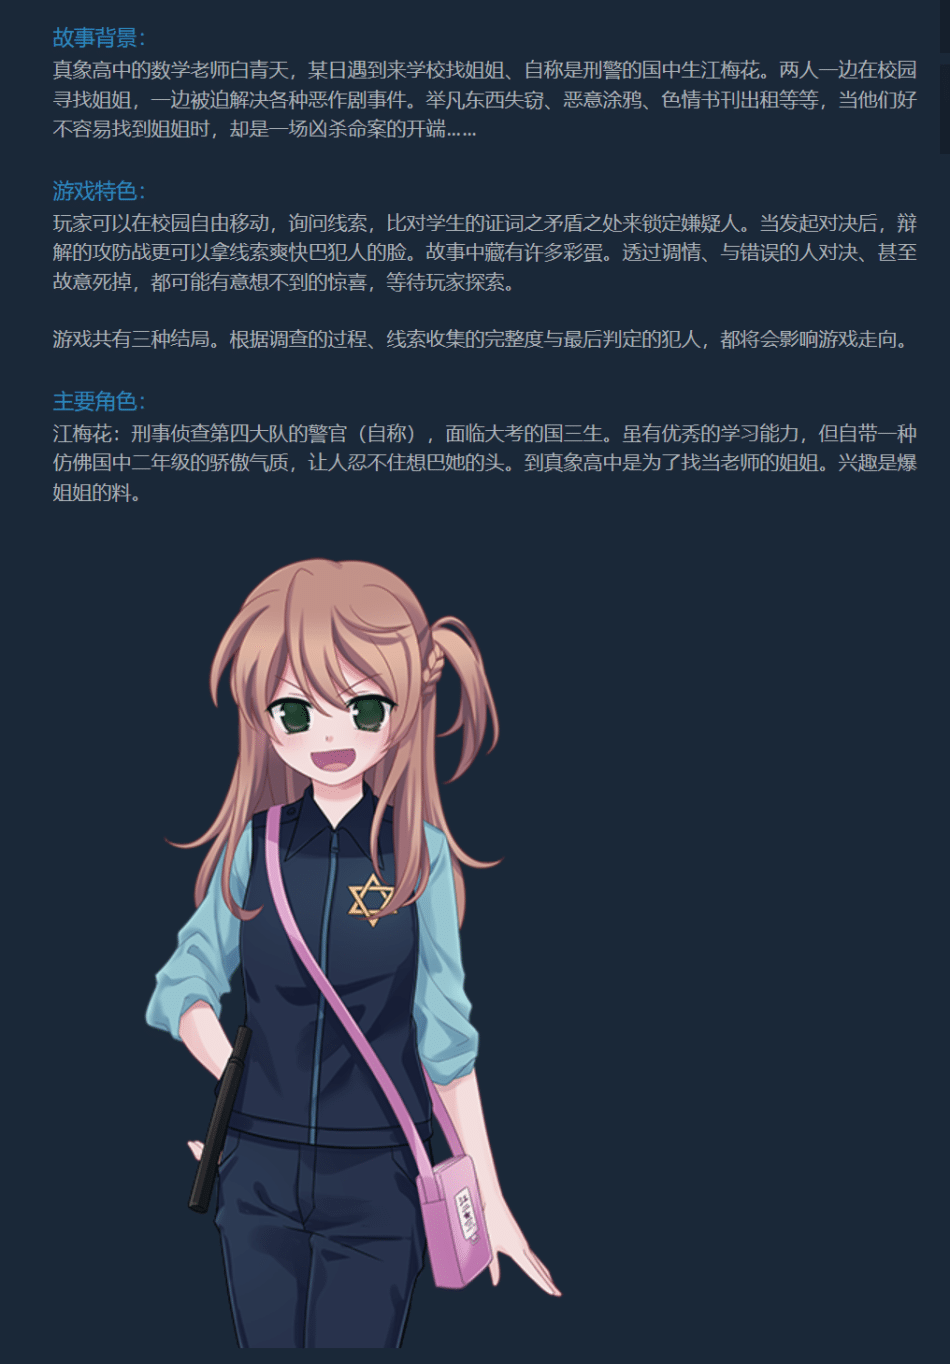 故事背景：
真象高中的数学老师白青天，某日遇到来学校找姐姐、自称是刑警的国中生江梅花。两人一边在校园
寻找姐姐，一边被迫解决各种恶作剧事件。举凡东西失窃、恶意涂鸦、色情书刊出租等等，当他们好
不容易找到姐姐时，却是一场凶杀命案的开端……
游戏特色：
玩家可以在校园自由移动，询问线索，比对学生的证词之矛盾之处来锁定嫌疑人。当发起对决后，辩
解的攻防战更可以拿线索爽快巴犯人的脸。故事中藏有许多彩蛋。透过调情、与错误的人对决、甚至
故意死掉，都可能有意想不到的惊喜，等待玩家探索。
游戏共有三种结局。根据调查的过程、线索收集的完整度与最后判定的犯人，都将会影响游戏走向。
主要角色：
江梅花：刑事侦查第四大队的警官（自称），面临大考的国三生。虽有优秀的学习能力，但自带一种
仿佛国中二年级的骄傲气质，让人忍不住想巴她的头。到真象高中是为了找当老师的姐姐。兴趣是爆
姐姐的料。